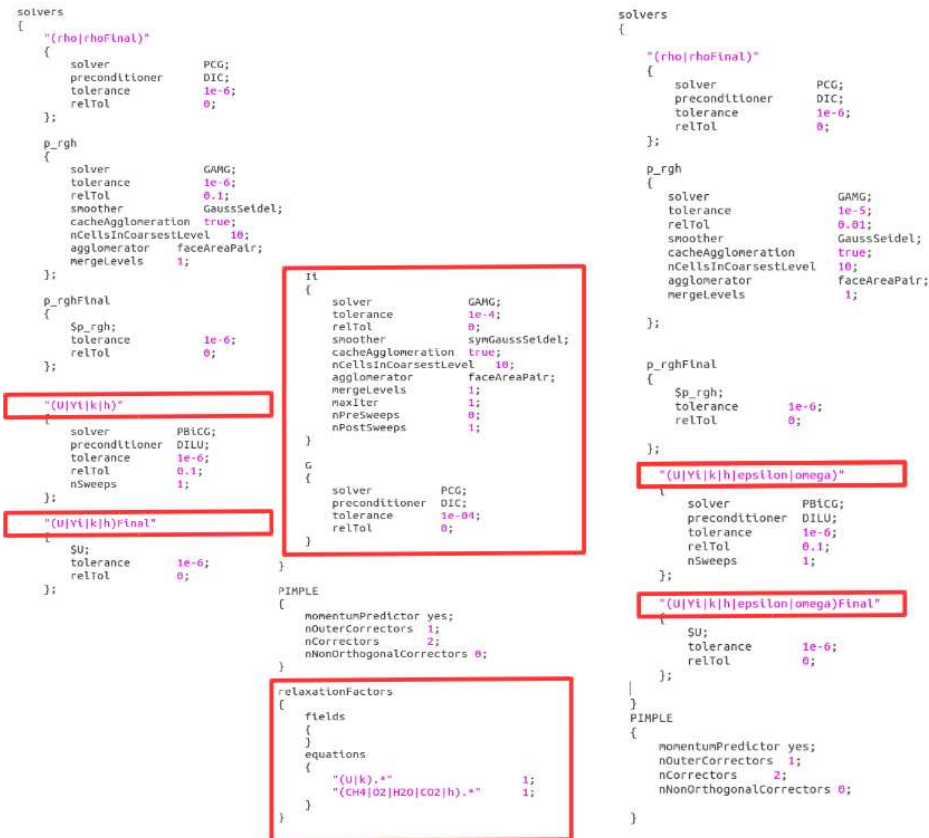 solvers
{
"(rho|rhoFinal)"
{
solver PCG;
preconditioner DIC;
tolerance 1e-6;
relTol 0;
};
p_rgh
{
solver GAMG;
tolerance 1e-6;
relTol 0.1;
smoother GaussSeidel;
cacheAgglomeration true;
nCellsInCoarsestLevel 10;
agglomerator faceAreaPair;
mergeLevels 1;
};
p_rghFinal
{
$p_rgh;
tolerance 1e-6;
relTol 0;
};
"(U|Yi|k|h)"
{
solver PBiCG;
preconditioner DILU;
tolerance 1e-6;
relTol 0.1;
nSweeps 1;
};
"(U|Yi|k|h)Final"
{
$U;
tolerance 1e-6;
relTol 0;
};
Ii
{
solver GAMG;
tolerance 1e-4;
relTol 0;
smoother symGaussSeidel;
cacheAgglomeration true;
nCellsInCoarsestLevel 10;
agglomerator faceAreaPair;
mergeLevels 1;
maxIter 1;
nPreSweeps 0;
nPostSweeps 1;
}
G
{
solver PCG;
preconditioner DIC;
tolerance 1e-04;
relTol 0;
}
}
PIMPLE
{
momentumPredictor yes;
nOuterCorrectors 1;
nCorrectors 2;
nNonOrthogonalCorrectors 0;
}
relaxationFactors
{
fields
{
}
equations
{
"(U|k).*" 1;
"(CH4|O2|H2O|CO2|h).*" 1;
}
}
solvers
{
"(rho|rhoFinal)"
{
solver PCG;
preconditioner DIC;
tolerance 1e-6;
relTol 0;
};
p_rgh
{
solver GAMG;
tolerance 1e-5;
relTol 0.01;
smoother GaussSeidel;
cacheAgglomeration true;
nCellsInCoarsestLevel 10;
agglomerator faceAreaPair;
mergeLevels 1;
};
p_rghFinal
{
$p_rgh;
tolerance 1e-6;
relTol 0;
};
"(U|Yi|k|h|epsilon|omega)"
{
solver PBiCG;
preconditioner DILU;
tolerance 1e-6;
relTol 0.1;
nSweeps 1;
};
"(U|Yi|k|h|epsilon|omega)Final"
{
$U;
tolerance 1e-6;
relTol 0;
};
}
PIMPLE
{
momentumPredictor yes;
nOuterCorrectors 1;
nCorrectors 2;
nNonOrthogonalCorrectors 0;
}